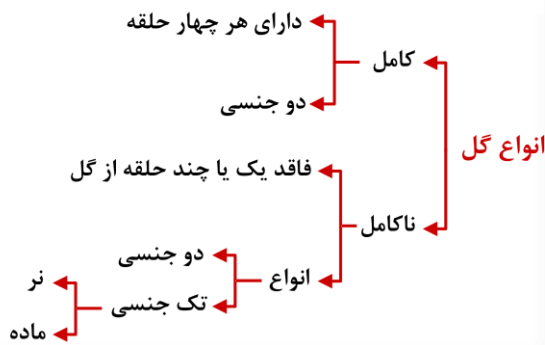 انواع گل
کامل
دارای هر چهار حلقه
دو جنسی
ناکامل
فاقد یک یا چند حلقه از گل
انواع
دو جنسی
تک جنسی
نر
ماده